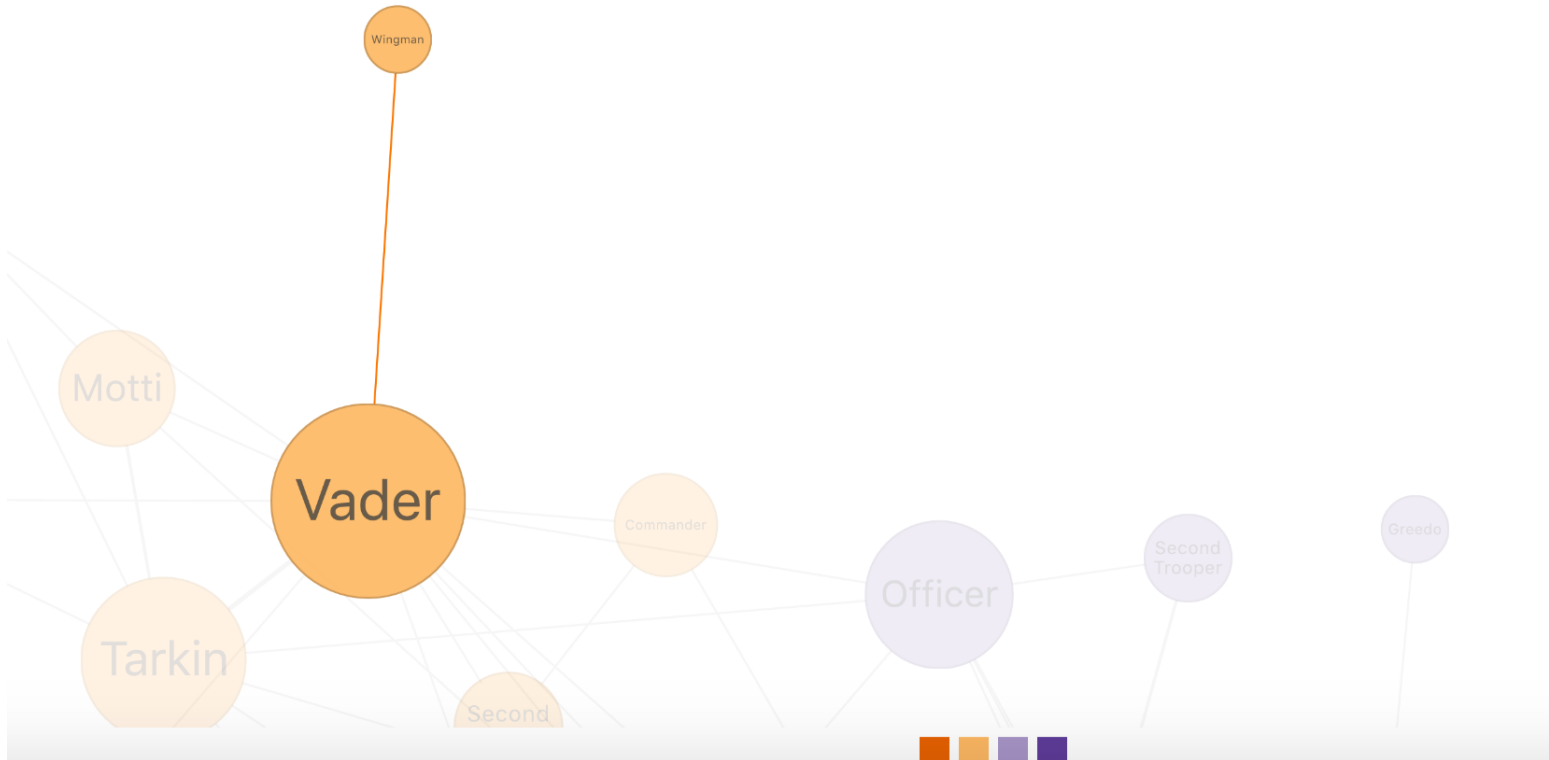 Wingman
Motti
Vader
Commander
Greedo
Second
Trooper
Officer
Tarkin
Second